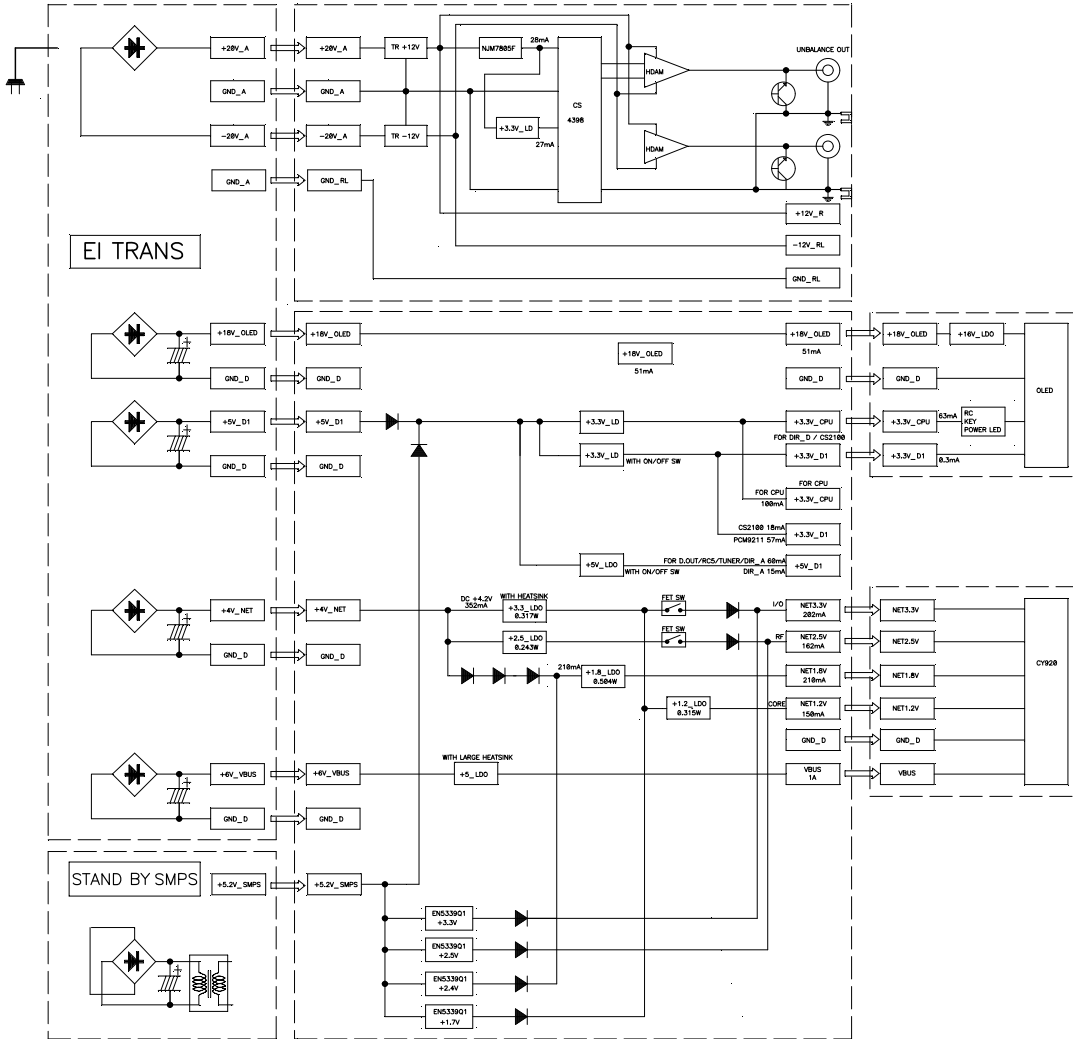 +20V_A
+20V_A
TR +12V
NJM7805F
28mA
UNBALANCE OUT
HDAM
GND_A
GND_A
CS
4398
-20V_A
-20V_A
TR -12V
+3.3V_LD
27mA
HDAM
GND_A
GND_RL
+12V_R
-12V_RL
GND_RL
EI TRANS
+18V_OLED
+18V_OLED
+18V_OLED
51mA
+18V_OLED
51mA
+18V_OLED
+16V_LDO
GND_D
GND_D
GND_D
GND_D
OLED
+5V_D1
+5V_D1
+3.3V_LD
+3.3V_CPU
+3.3V_CPU
63mA
RC
KEY
POWER LED
FOR DIR_D / CS2100
GND_D
GND_D
+3.3V_LD
WITH ON/OFF SW
+3.3V_D1
+3.3V_D1
0.3mA
FOR CPU
FOR CPU
100mA
+3.3V_CPU
CS2100 18mA
PCM9211 57mA
+3.3V_D1
+5V_LDO
WITH ON/OFF SW
FOR D.OUT/RC5/TUNER/DIR_A 60mA
DIR_A 15mA
+5V_D1
+4V_NET
+4V_NET
DC +4.2V
352mA
WITH HEATSINK
+3.3_LDO
0.317W
FET SW
I/O
NET3.3V
202mA
NET3.3V
+2.5_LDO
0.243W
FET SW
RF
NET2.5V
162mA
NET2.5V
GND_D
GND_D
210mA
+1.8_LDO
0.504W
NET1.8V
210mA
NET1.8V
CY920
+1.2_LDO
0.315W
CORE
NET1.2V
150mA
NET1.2V
GND_D
GND_D
WITH LARGE HEATSINK
+6V_VBUS
+6V_VBUS
+5_LDO
VBUS
1A
VBUS
GND_D
GND_D
STAND BY SMPS
+5.2V_SMPS
+5.2V_SMPS
EN5339Q1
+3.3V
EN5339Q1
+2.5V
EN5339Q1
+2.4V
EN5339Q1
+1.7V